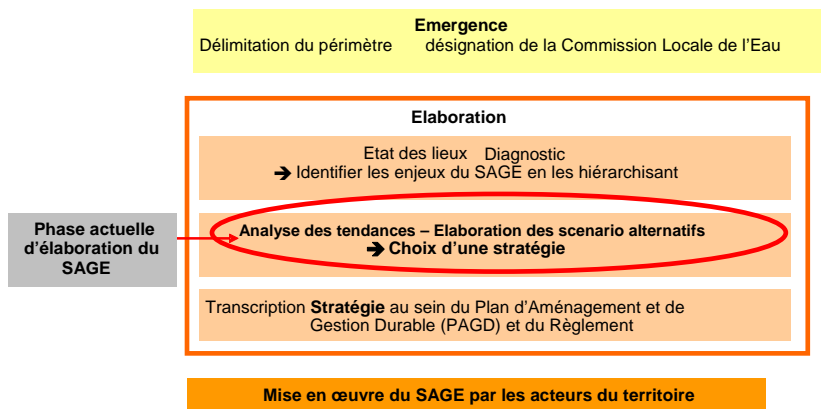 Emergence
Délimitation du périmètre désignation de la Commission Locale de l’Eau
Elaboration
Etat des lieux Diagnostic
➔ Identifier les enjeux du SAGE en les hiérarchisant
Phase actuelle
d’élaboration du
SAGE
Analyse des tendances – Elaboration des scenario alternatifs
➔ Choix d’une stratégie
Transcription Stratégie au sein du Plan d’Aménagement et de
Gestion Durable (PAGD) et du Règlement
Mise en œuvre du SAGE par les acteurs du territoire